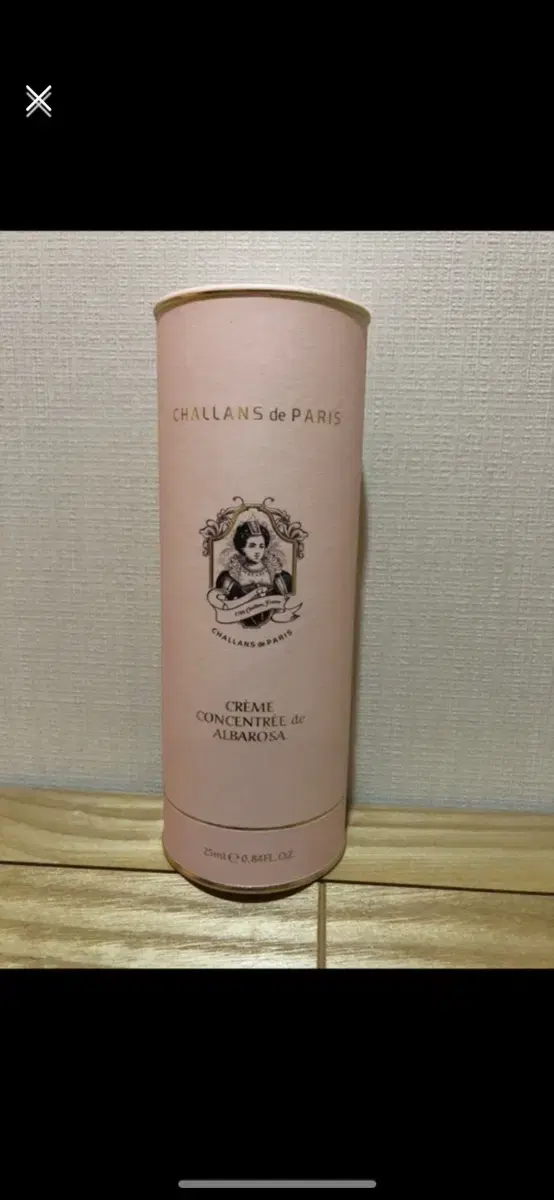 CHALLANS de PARIS
CHALLANS de PARIS
CRÈME
CONCENTRÉE de
ALBAROSA
25ml ℮ 0.84FL.OZ.